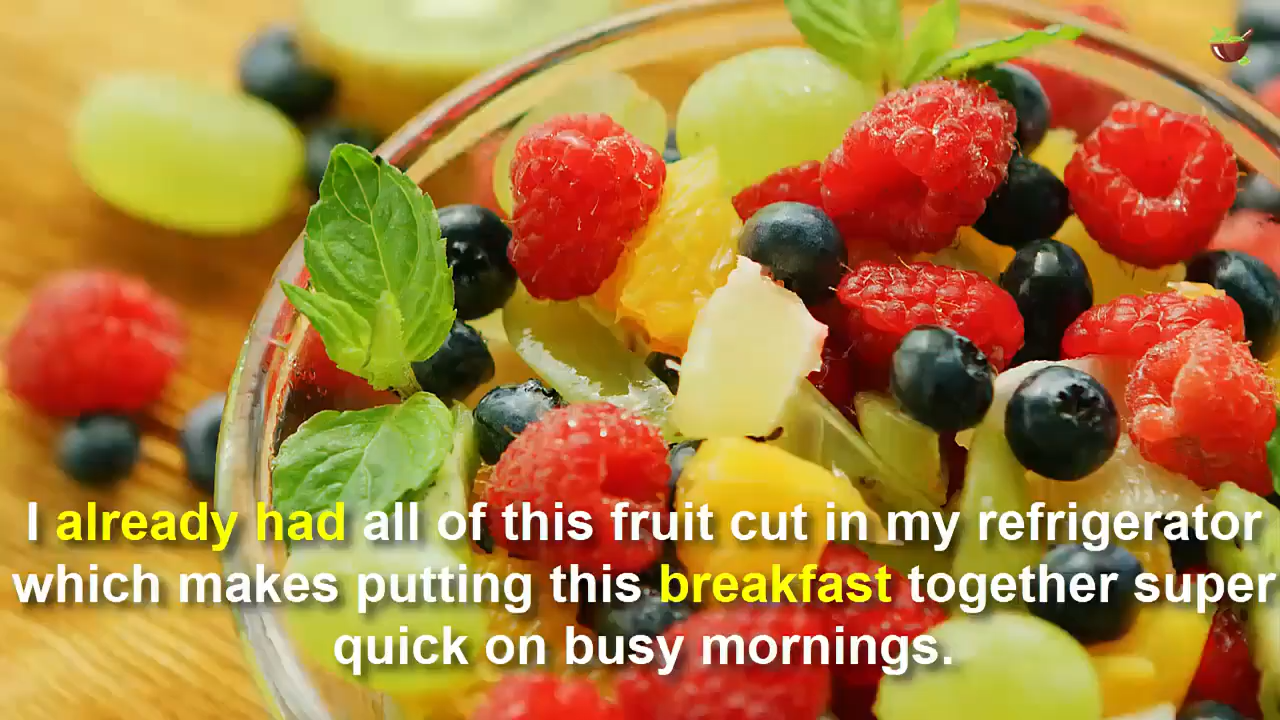 I already had all of this fruit cut in my refrigerator
which makes putting this breakfast together super
quick on busy mornings.